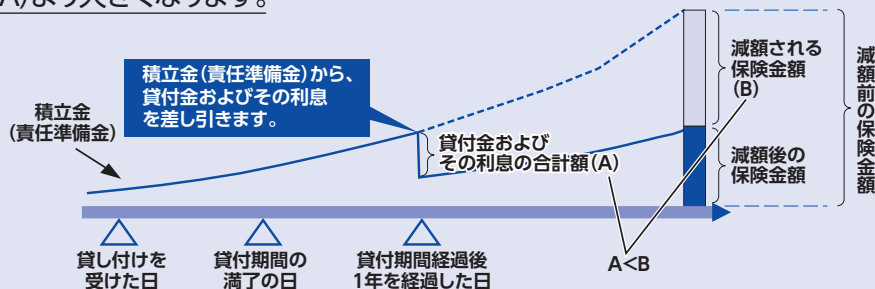 A)より大きくなります。
減額される
保険金額
(B)
減額前の保険金額
積立金(責任準備金)から、
貸付金およびその利息
を差し引きます。
積立金
(責任準備金)
貸付金および
その利息の合計額(A)
減額後の
保険金額
貸し付けを
受けた日
貸付期間の
満了の日
貸付期間経過後
1年を経過した日
A<B